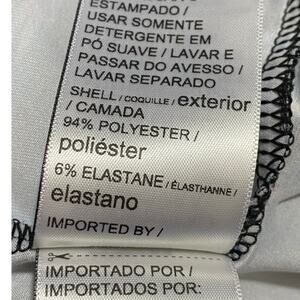 ESTAMPADO /
USAR SOMENTE
DETERGENTE EM
PÓ SUAVE / LAVAR E
PASSAR DO AVESSO /
LAVAR SEPARADO
SHELL / COQUILLE / exterior
/ CAMADA
94% POLYESTER /
poliéster
6% ELASTANE / ÉLASTHANNE /
elastano
IMPORTED BY /
IMPORTADO POR /
IMPORTADOS POR: